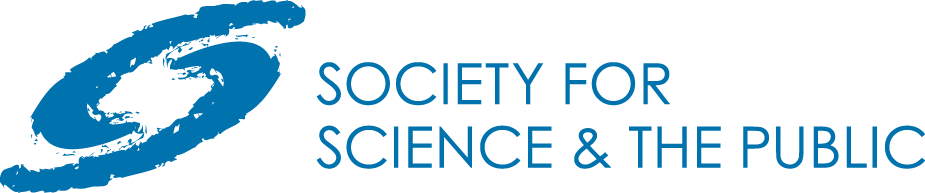 SOCIETY FOR
SCIENCE & THE PUBLIC